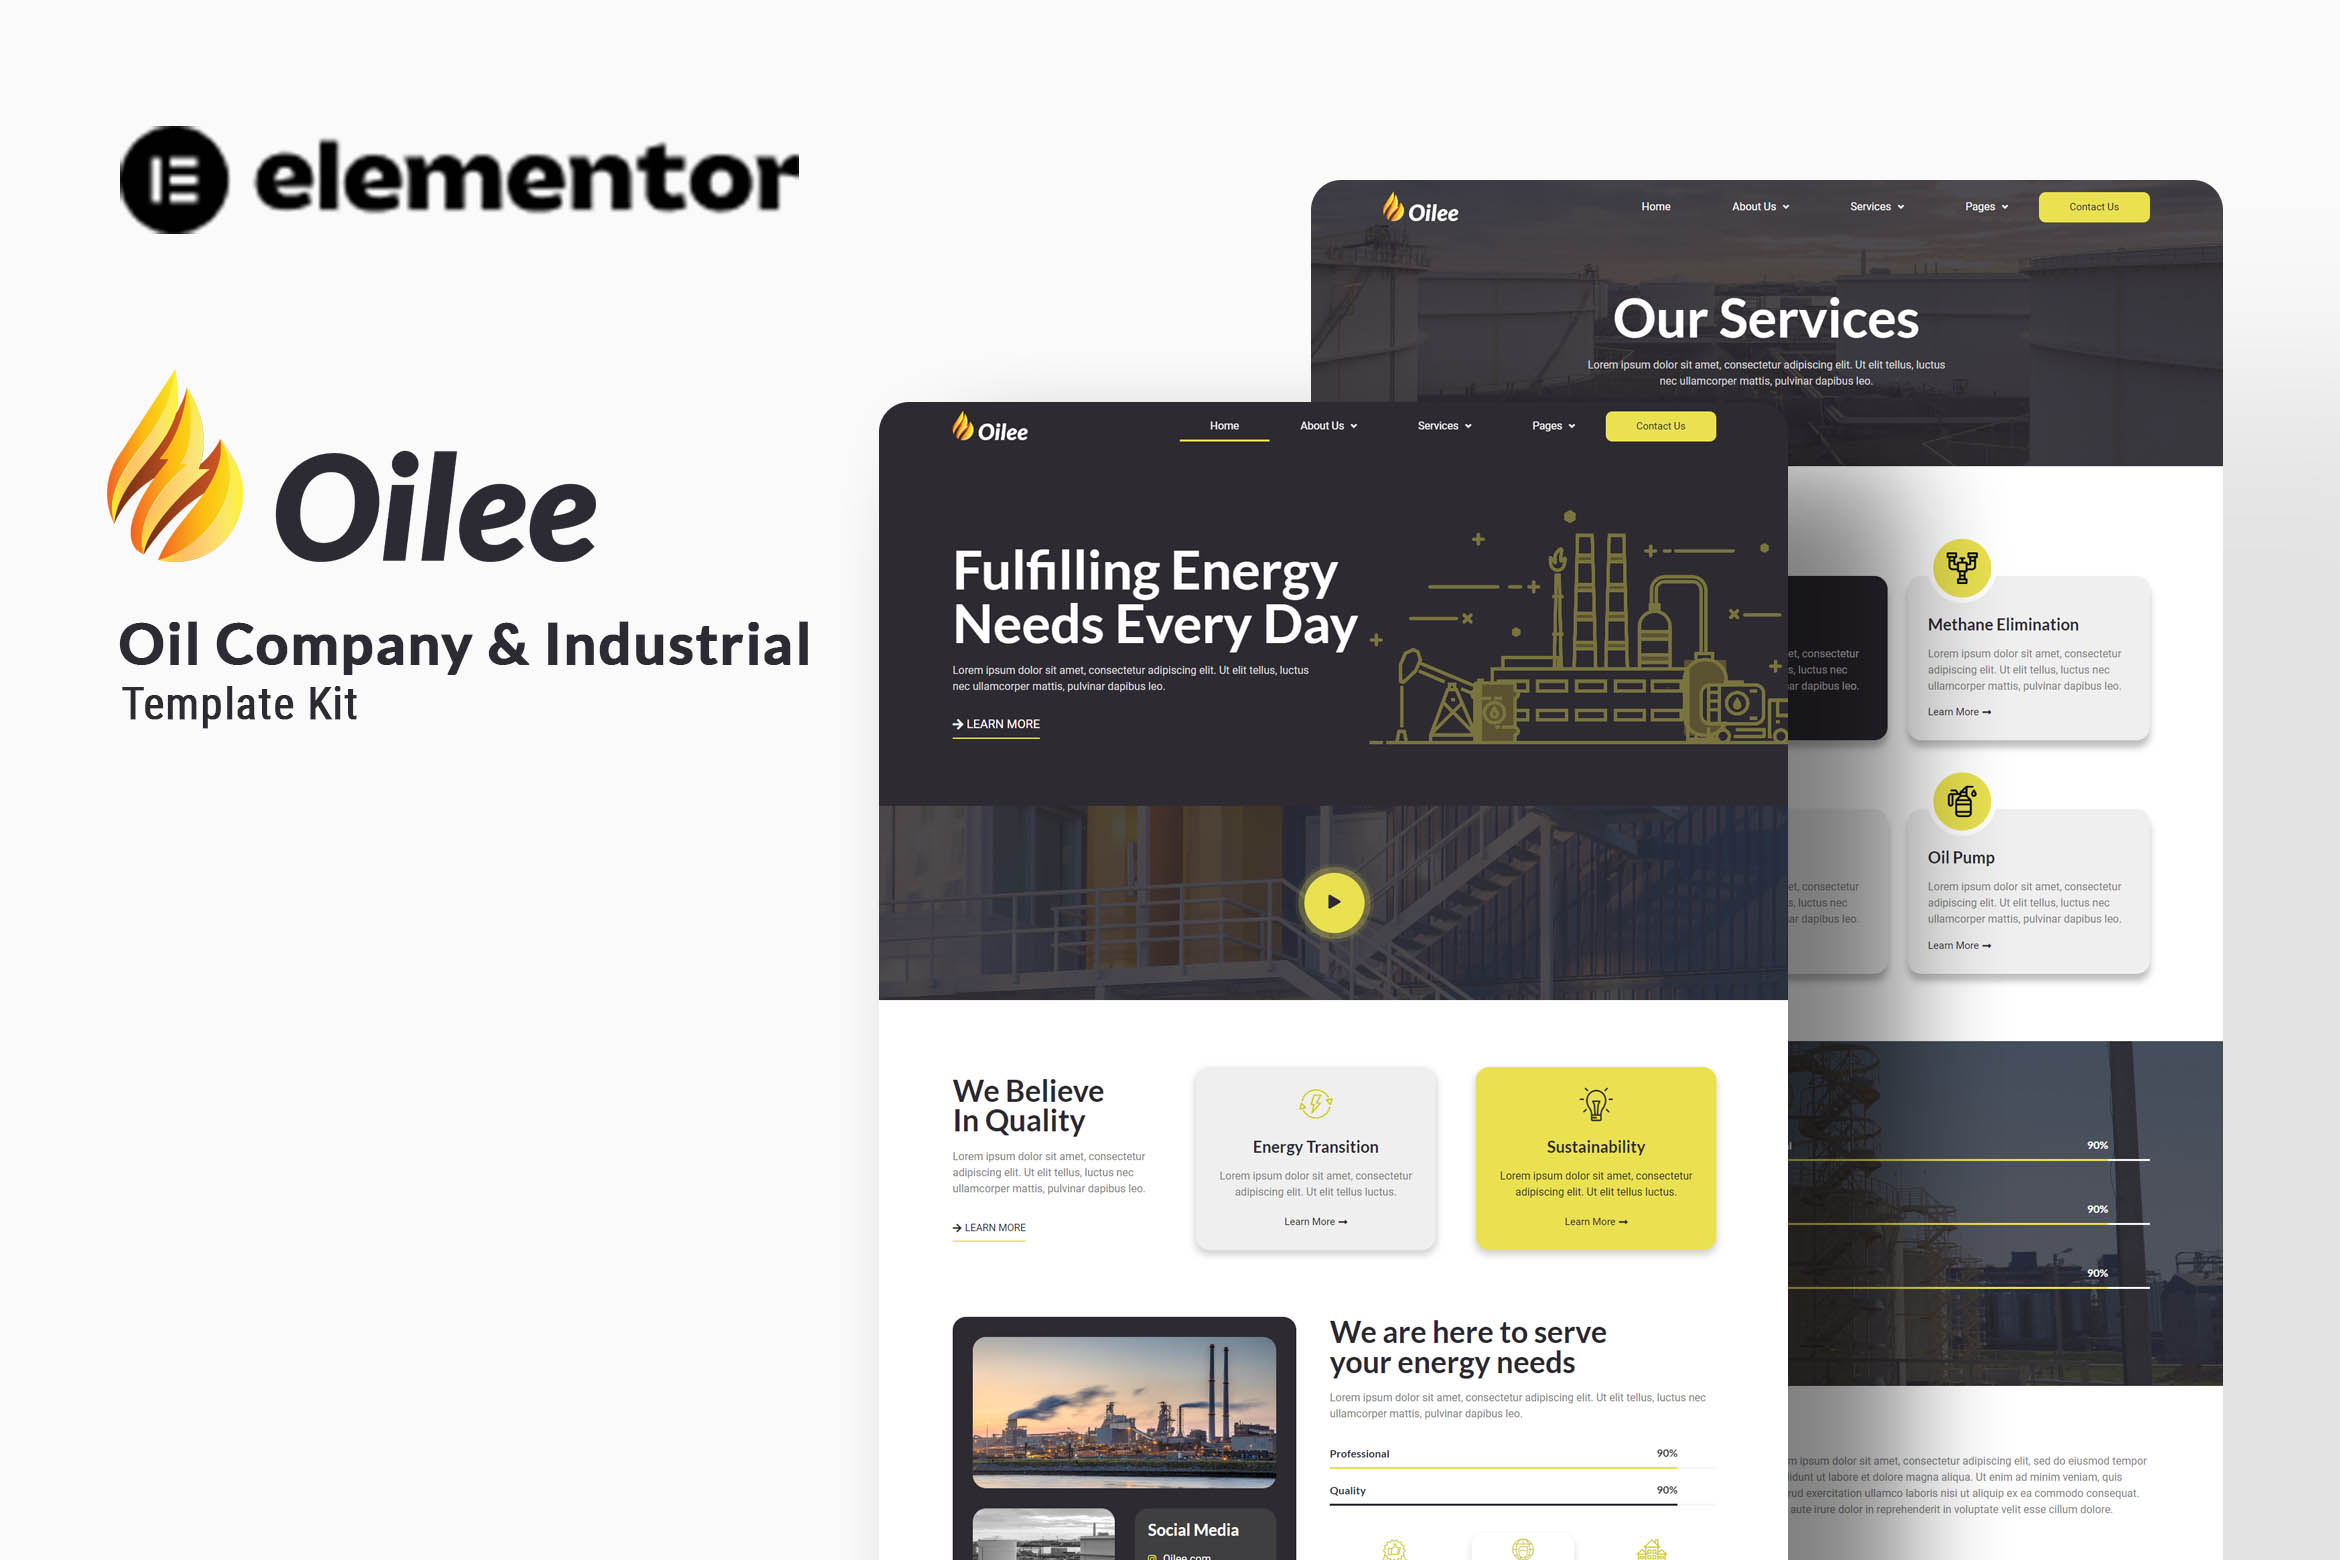 elementor
Oilee
Oil Company & Industrial
Template Kit
Oilee
Home
About Us
Services
Pages
Contact Us
Our Services
Lorem ipsum dolor sit amet, consectetur adipiscing elit. Ut elit tellus, luctus
nec ullamcorper mattis, pulvinar dapibus leo.
Oilee
Home
About Us
Services
Pages
Contact Us
Fulfilling Energy
Needs Every Day
Lorem ipsum dolor sit amet, consectetur adipiscing elit. Ut elit tellus, luctus
nec ullamcorper mattis, pulvinar dapibus leo.
LEARN MORE
We Believe
In Quality
Lorem ipsum dolor sit amet, consectetur
adipiscing elit. Ut elit tellus, luctus nec
ullamcorper mattis, pulvinar dapibus leo.
LEARN MORE
Energy Transition
Lorem ipsum dolor sit amet, consectetur
adipiscing elit. Ut elit tellus luctus.
Learn More
Sustainability
Lorem ipsum dolor sit amet, consectetur
adipiscing elit. Ut elit tellus luctus.
Learn More
We are here to serve
your energy needs
Lorem ipsum dolor sit amet, consectetur adipiscing elit. Ut elit tellus, luctus nec
ullamcorper mattis, pulvinar dapibus leo.
Professional 90%
Quality 90%
Social Media
Oilee.com
et, consectetur
s, luctus nec
ar dapibus leo.
Methane Elimination
Lorem ipsum dolor sit amet, consectetur
adipiscing elit. Ut elit tellus, luctus nec
ullamcorper mattis, pulvinar dapibus leo.
Learn More
et, consectetur
s, luctus nec
ar dapibus leo.
Oil Pump
Lorem ipsum dolor sit amet, consectetur
adipiscing elit. Ut elit tellus, luctus nec
ullamcorper mattis, pulvinar dapibus leo.
Learn More
90%
90%
90%
m ipsum dolor sit amet, consectetur adipiscing elit, sed do eiusmod tempor
idunt ut labore et dolore magna aliqua. Ut enim ad minim veniam, quis
rud exercitation ullamco laboris nisi ut aliquip ex ea commodo consequat.
aute irure dolor in reprehenderit in voluptate velit esse cillum dolore.